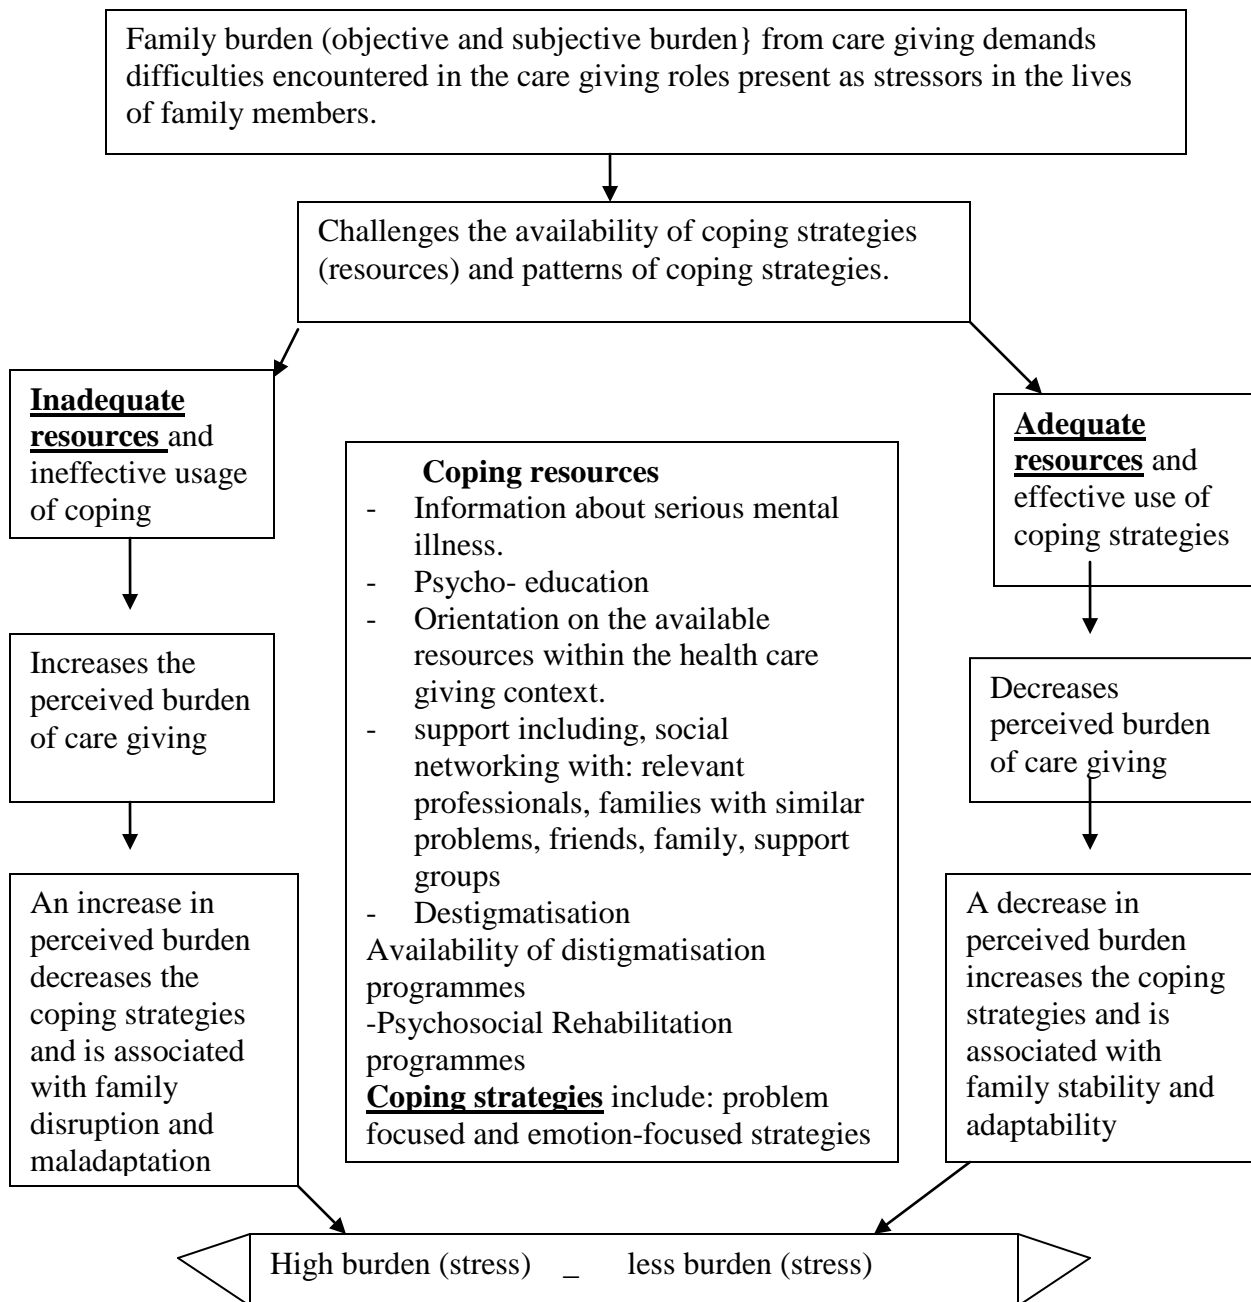 Family burden (objective and subjective burden} from care giving demands
difficulties encountered in the care giving roles present as stressors in the lives
of family members.
Challenges the availability of coping strategies
(resources) and patterns of coping strategies.
Inadequate
resources and
ineffective usage
of coping
Increases the
perceived burden
of care giving
An increase in
perceived burden
decreases the
coping strategies
and is associated
with family
disruption and
maladaptation
Coping resources
- Information about serious mental
illness.
- Psycho- education
- Orientation on the available
resources within the health care
giving context.
- support including, social
networking with: relevant
professionals, families with similar
problems, friends, family, support
groups
- Destigmatisation
Availability of distigmatisation
programmes
-Psychosocial Rehabilitation
programmes
Coping strategies include: problem
focused and emotion-focused strategies
Adequate
resources and
effective use of
coping strategies
Decreases
perceived burden
of care giving
A decrease in
perceived burden
increases the coping
strategies and is
associated with
family stability and
adaptability
High burden (stress) _ less burden (stress)